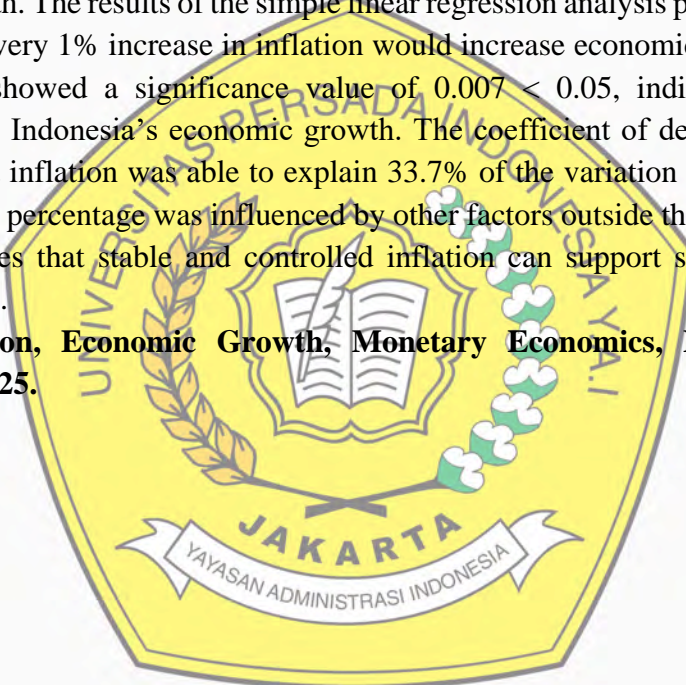 h. The results of the simple linear regression analysis p
very 1% increase in inflation would increase economic
showed a significance value of 0.007 < 0.05, indi
Indonesia's economic growth. The coefficient of de
inflation was able to explain 33.7% of the variation
percentage was influenced by other factors outside th
es that stable and controlled inflation can support s
.
on, Economic Growth, Monetary Economics,
25.
UNIVERSITAS PERSADA INDONESIA Y.A.I
JAKARTA
YAYASAN ADMINISTRASI INDONESIA